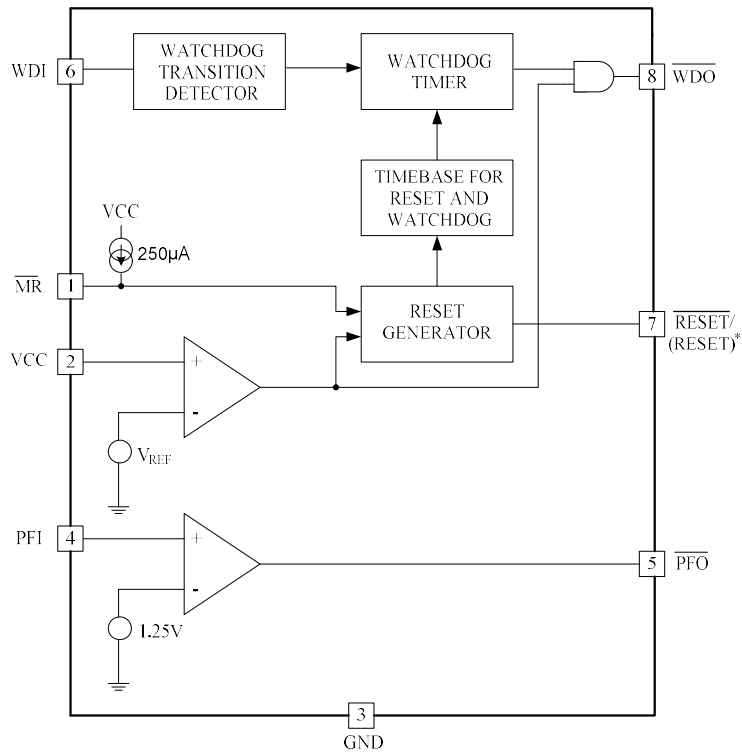 WDI
6
WATCHDOG
TRANSITION
DETECTOR
WATCHDOG
TIMER
8
WDO
TIMEBASE FOR
RESET AND
WATCHDOG
VCC
250µA
MR
1
RESET
GENERATOR
7
RESET/
(RESET)*
VCC
2
+
-
VREF
PFI
4
+
-
5
PFO
1.25V
3
GND